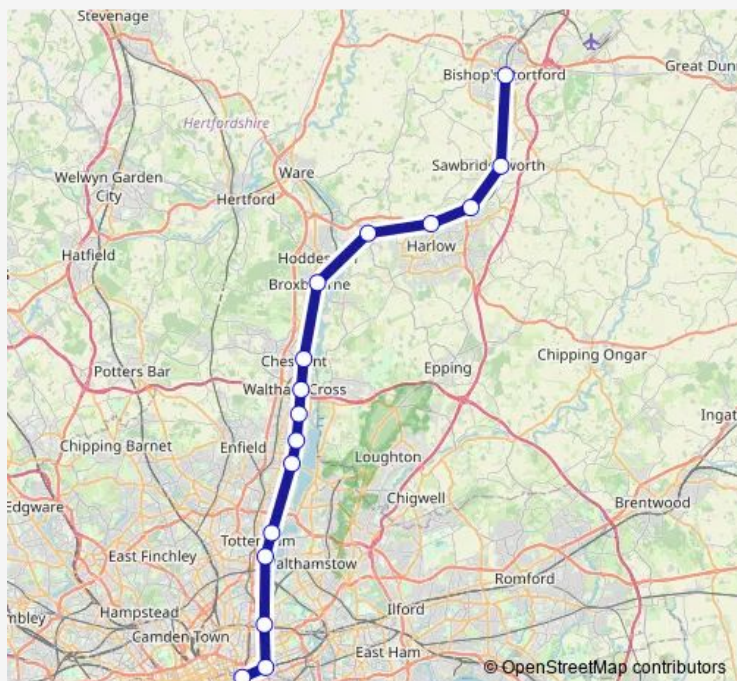 Stevenage
Bishop's Stortford
Great Dunn
Hertfordshire
Ware
Sawbridgeworth
Welwyn Garden
City
Hertford
Hatfield
Harlow
Hoddesdon
Broxbourne
Cheshunt
Chipping Ongar
Potters Bar
Epping
Waltham Cross
Ingat
Chipping Barnet
Enfield
Loughton
Chigwell
Edgware
Brentwood
Tottenham
East Finchley
Walthamstow
Romford
Hampstead
Ilford
mbley
Camden Town
East Ham
© OpenStreetMap contributors